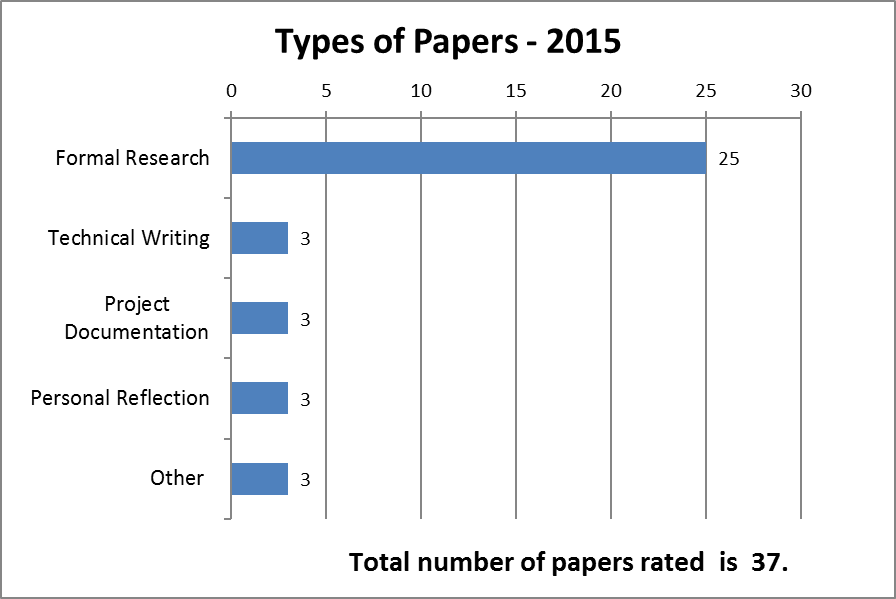 Types of Papers - 2015
0 5 10 15 20 25 30
Formal Research 25
Technical Writing 3
Project
Documentation 3
Personal Reflection 3
Other 3
Total number of papers rated is 37.